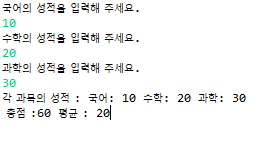 국어의 성적을 입력해 주세요.
10
수학의 성적을 입력해 주세요.
20
과학의 성적을 입력해 주세요.
30
각 과목의 성적 : 국어: 10 수학: 20 과학: 30
총점 :60 평균 : 20